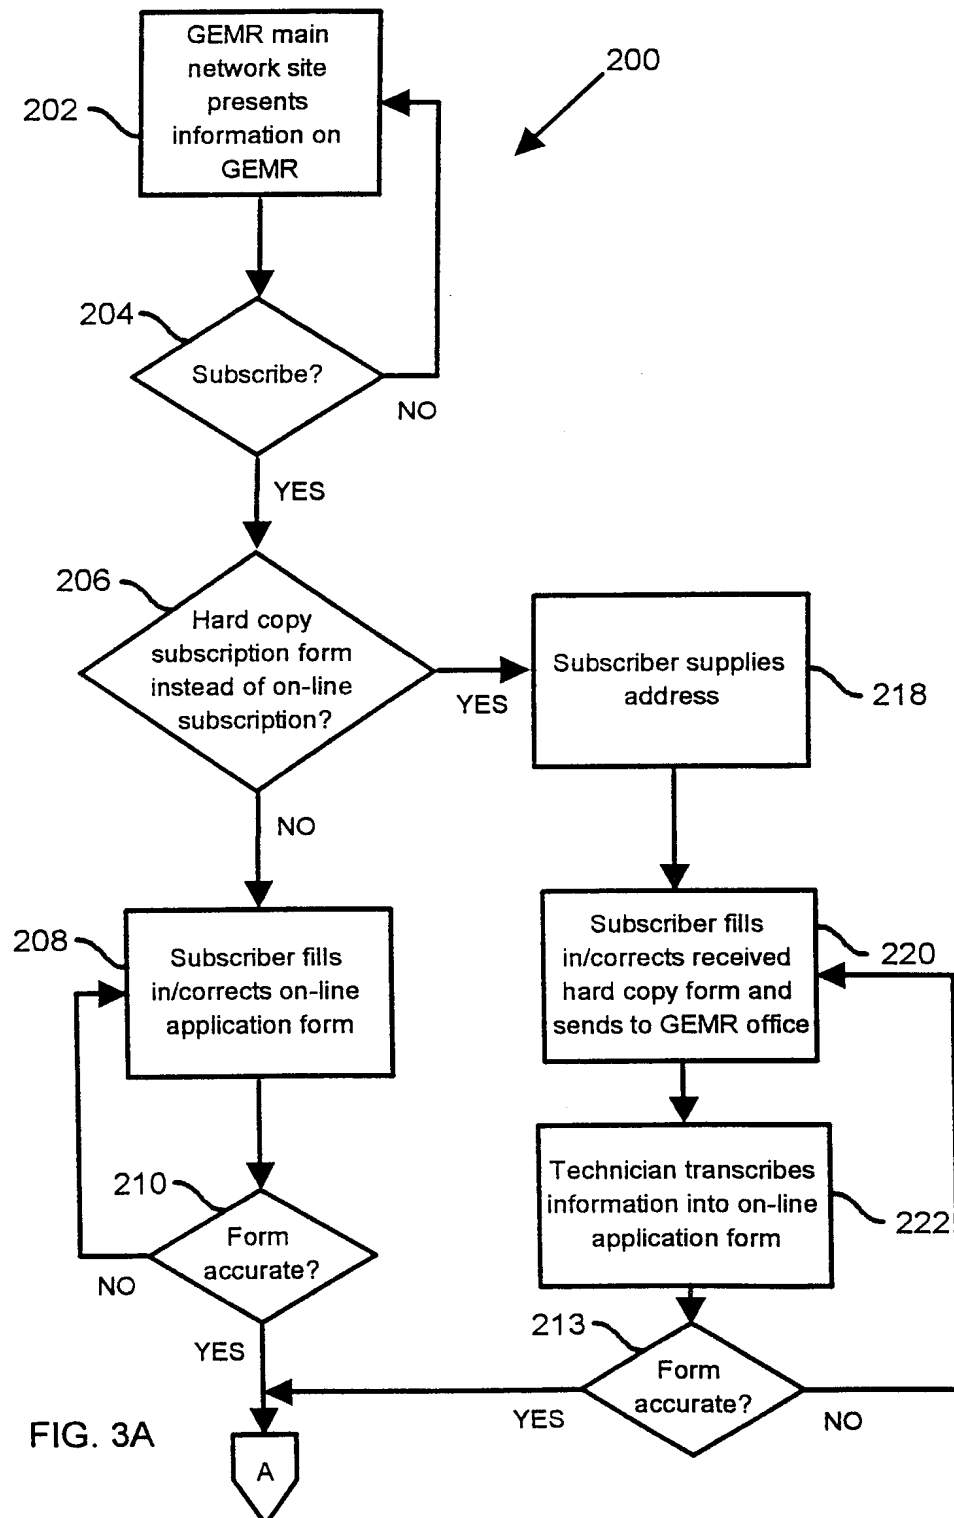 GEMR main
network site
presents
information on
GEMR
200
202
204
Subscribe?
NO
YES
206
Hard copy
subscription form
instead of on-line
subscription?
YES
Subscriber supplies
address
218
NO
208
Subscriber fills
in/corrects on-line
application form
Subscriber fills
in/corrects received
hard copy form and
sends to GEMR office
220
Technician transcribes
information into on-line
application form
222
210
Form
accurate?
NO
YES
213
Form
accurate?
YES
NO
FIG. 3A
A